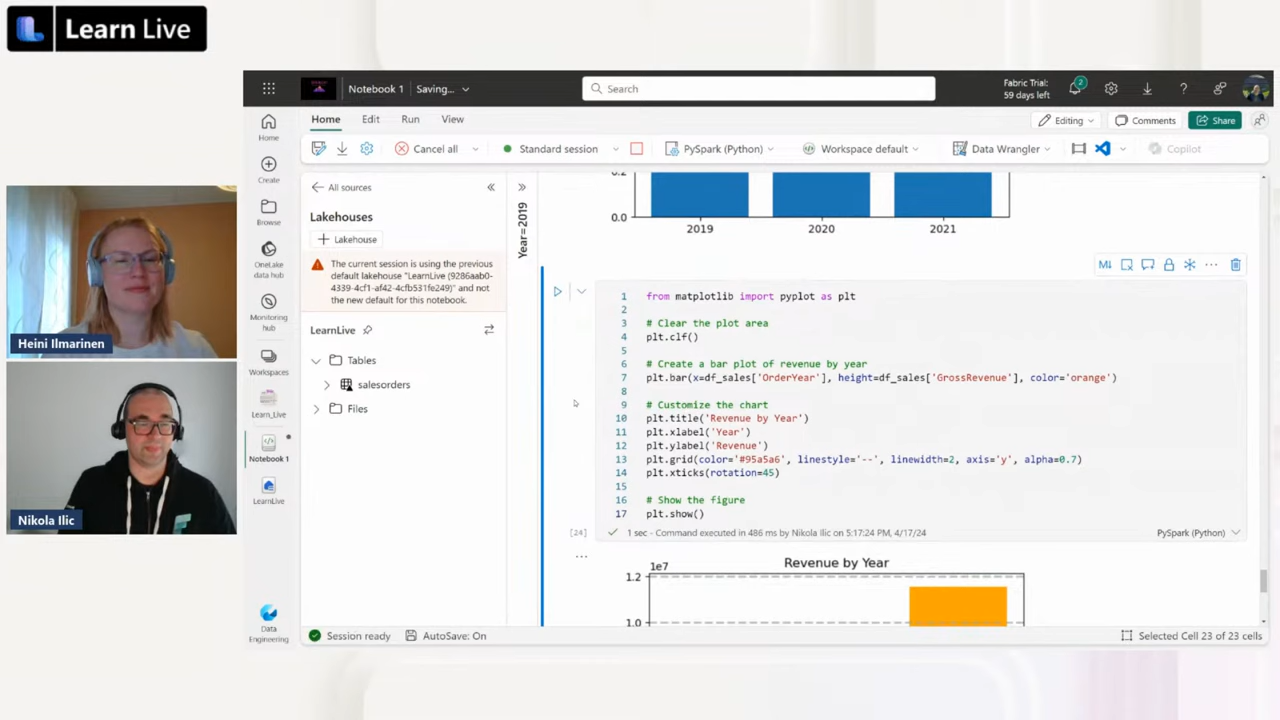 Learn Live
Notebook 1
Saving...
Search
Fabric Trial:
59 days left
2
?
Home
Edit
Run
View
Editing
Comments
Share
Cancel all
Standard session
PySpark (Python)
Workspace default
Data Wrangler
Copilot
Home
Create
Browse
OneLake
data hub
Monitoring
hub
Workspaces
Learn_Live
Notebook 1
LearnLive
Data
Engineering
All sources
Lakehouses
Lakehouse
The current session is using the previous
default lakehouse "LearnLive (9286aab0-
4339-4cf1-af42-4cfb531fe249)" and not
the new default for this notebook.
LearnLive
Tables
salesorders
Files
Year=2019
0.2
0.0
2019 2020 2021
M↓
1 from matplotlib import pyplot as plt
2
3 # Clear the plot area
4 plt.clf()
5
6 # Create a bar plot of revenue by year
7 plt.bar(x=df_sales['OrderYear'], height=df_sales['GrossRevenue'], color='orange')
8
9 # Customize the chart
10 plt.title('Revenue by Year')
11 plt.xlabel('Year')
12 plt.ylabel('Revenue')
13 plt.grid(color='#95a5a6', linestyle='--', linewidth=2, axis='y', alpha=0.7)
14 plt.xticks(rotation=45)
15
16 # Show the figure
17 plt.show()
[24]
1 sec - Command executed in 486 ms by Nikola Ilic on 5:17:24 PM, 4/17/24
PySpark (Python)
Revenue by Year
1e7
1.2
1.0
Session ready
AutoSave: On
Selected Cell 23 of 23 cells
Heini Ilmarinen
Nikola Ilic